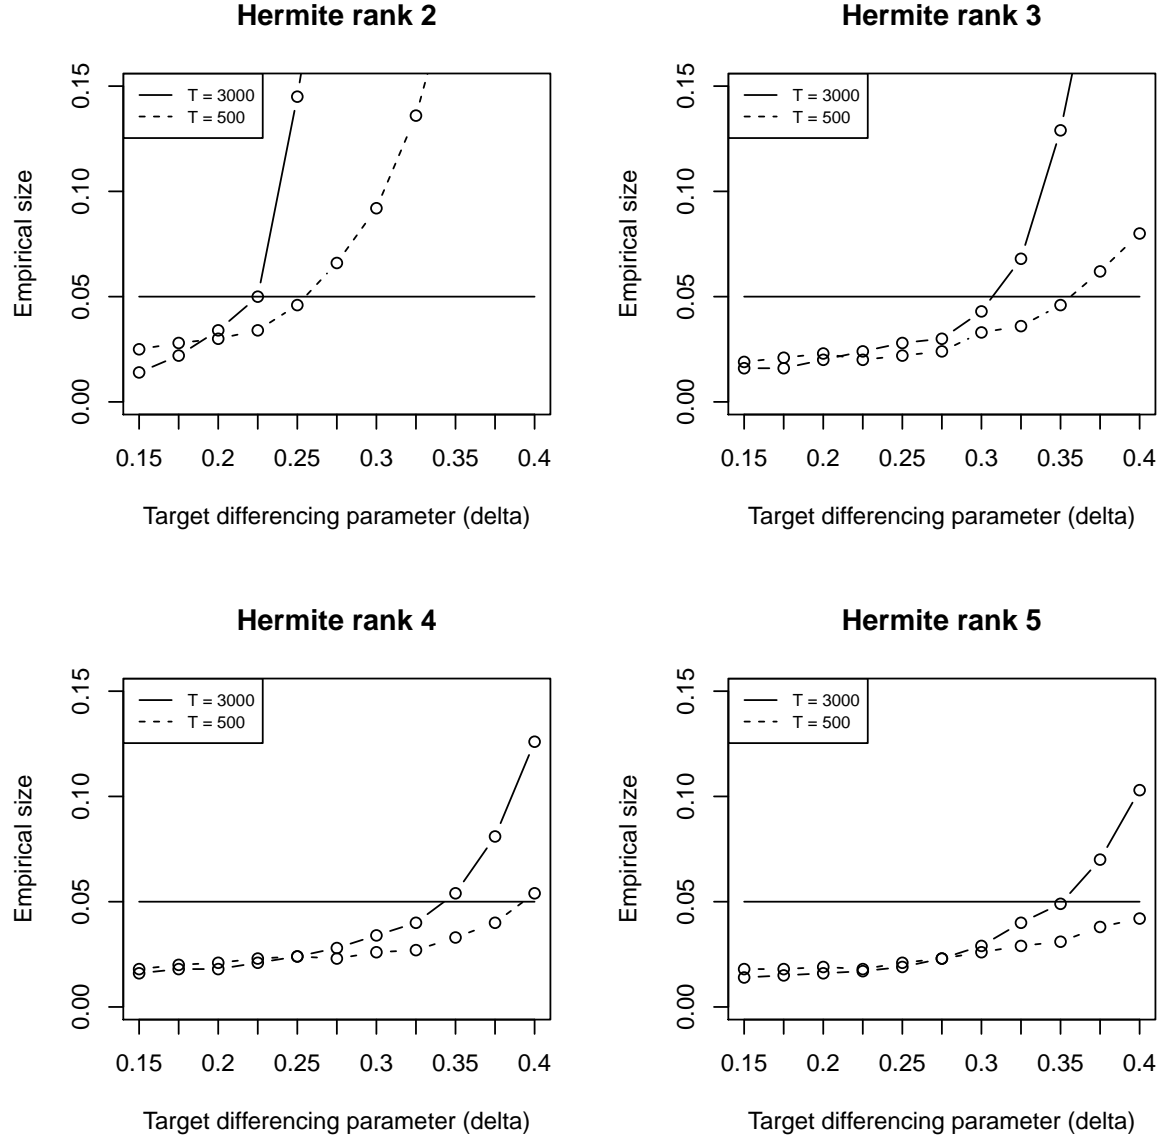 Hermite rank 2
T = 3000
T = 500
Empirical size
0.15
0.10
0.05
0.00
0.15 0.2 0.25 0.3 0.35 0.4
Target differencing parameter (delta)
Hermite rank 3
T = 3000
T = 500
Empirical size
0.15
0.10
0.05
0.00
0.15 0.2 0.25 0.3 0.35 0.4
Target differencing parameter (delta)
Hermite rank 4
T = 3000
T = 500
Empirical size
0.15
0.10
0.05
0.00
0.15 0.2 0.25 0.3 0.35 0.4
Target differencing parameter (delta)
Hermite rank 5
T = 3000
T = 500
Empirical size
0.15
0.10
0.05
0.00
0.15 0.2 0.25 0.3 0.35 0.4
Target differencing parameter (delta)